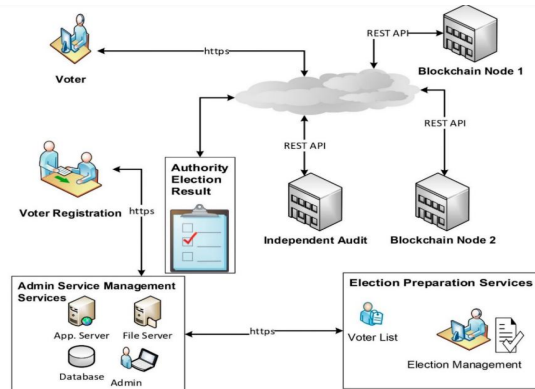 REST API
https
Voter
Blockchain Node 1
REST API
REST API
Authority
Election
Result
Voter Registration
https
Independent Audit
Blockchain Node 2
Admin Service Management
Services
App. Server
File Server
Database
Admin
https
Election Preparation Services
Voter List
Election Management